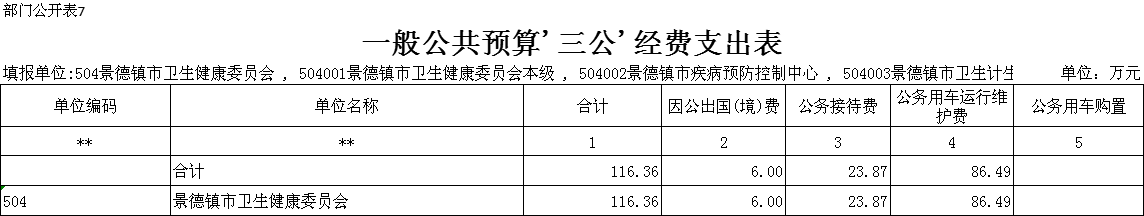 部门公开表7
一般公共预算'三公'经费支出表
填报单位:504景德镇市卫生健康委员会 , 504001景德镇市卫生健康委员会本级 , 504002景德镇市疾病预防控制中心 , 504003景德镇市卫生计生 单位: 万元
单位编码 单位名称 合计 因公出国(境)费 公务接待费 公务用车运行维护费 公务用车购置
** ** 1 2 3 4 5
合计 116.36 6.00 23.87 86.49
504 景德镇市卫生健康委员会 116.36 6.00 23.87 86.49